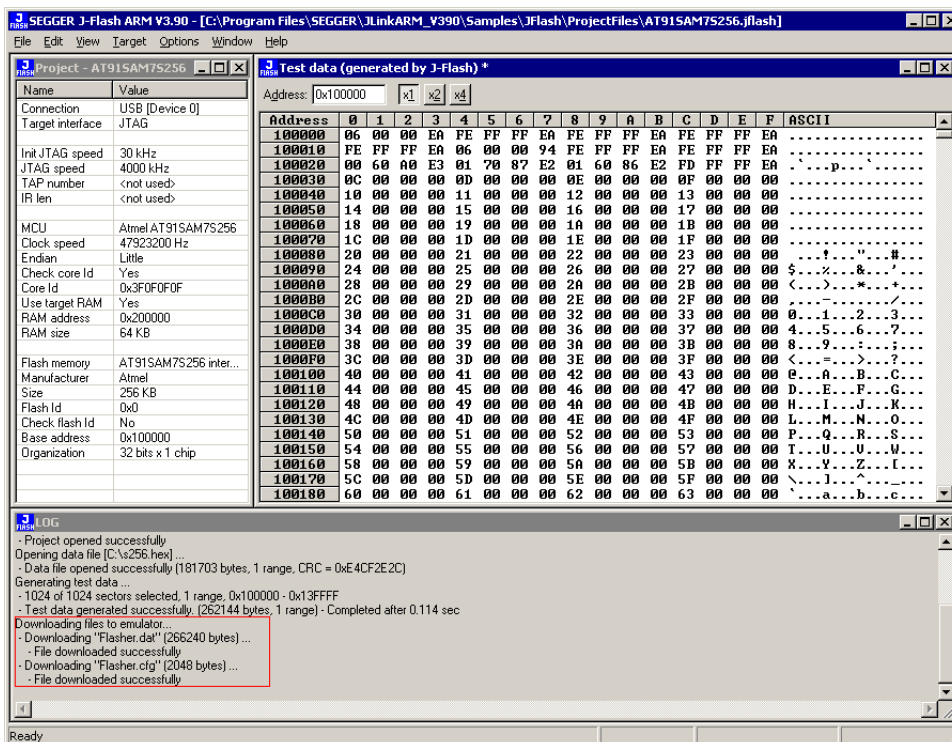 SEGGER J-Flash ARM V3.90 - [C:\Program Files\SEGGER\JLinkARM_V390\Samples\JFlash\ProjectFiles\AT91SAM7S256.jflash]
File Edit View Target Options Window Help
Project - AT91SAM7S256
Name Value
Connection USB [Device 0]
Target interface JTAG
Init JTAG speed 30 kHz
JTAG speed 4000 kHz
TAP number <not used>
IR len <not used>
MCU Atmel AT91SAM7S256
Clock speed 47923200 Hz
Endian Little
Check core Id Yes
Core Id 0x3F0F0F0F
Use target RAM Yes
RAM address 0x200000
RAM size 64 KB
Flash memory AT91SAM7S256 inter...
Manufacturer Atmel
Size 256 KB
Flash Id 0x0
Check flash Id No
Base address 0x100000
Organization 32 bits x 1 chip
Test data (generated by J-Flash) *
Address: 0x100000 x1 x2 x4
Address 0 1 2 3 4 5 6 7 8 9 A B C D E F ASCII
100000 06 00 00 EA FE FF FF EA FE FF FF EA FE FF FF EA ................
100010 FE FF FF EA 06 00 00 94 FE FF FF EA FE FF FF EA ................
100020 00 60 A0 E3 01 70 87 E2 01 60 86 E2 FD FF FF EA .`...p...`......
100030 0C 00 00 00 0D 00 00 00 0E 00 00 00 0F 00 00 00 ................
100040 10 00 00 00 11 00 00 00 12 00 00 00 13 00 00 00 ................
100050 14 00 00 00 15 00 00 00 16 00 00 00 17 00 00 00 ................
100060 18 00 00 00 19 00 00 00 1A 00 00 00 1B 00 00 00 ................
100070 1C 00 00 00 1D 00 00 00 1E 00 00 00 1F 00 00 00 ................
100080 20 00 00 00 21 00 00 00 22 00 00 00 23 00 00 00  ...!..."...#...
100090 24 00 00 00 25 00 00 00 26 00 00 00 27 00 00 00 $...%...&...'...
1000A0 28 00 00 00 29 00 00 00 2A 00 00 00 2B 00 00 00 (...)...*...+...
1000B0 2C 00 00 00 2D 00 00 00 2E 00 00 00 2F 00 00 00 ,...-......./...
1000C0 30 00 00 00 31 00 00 00 32 00 00 00 33 00 00 00 0...1...2...3...
1000D0 34 00 00 00 35 00 00 00 36 00 00 00 37 00 00 00 4...5...6...7...
1000E0 38 00 00 00 39 00 00 00 3A 00 00 00 3B 00 00 00 8...9...:...;...
1000F0 3C 00 00 00 3D 00 00 00 3E 00 00 00 3F 00 00 00 <...=...>...?...
100100 40 00 00 00 41 00 00 00 42 00 00 00 43 00 00 00 @...A...B...C...
100110 44 00 00 00 45 00 00 00 46 00 00 00 47 00 00 00 D...E...F...G...
100120 48 00 00 00 49 00 00 00 4A 00 00 00 4B 00 00 00 H...I...J...K...
100130 4C 00 00 00 4D 00 00 00 4E 00 00 00 4F 00 00 00 L...M...N...O...
100140 50 00 00 00 51 00 00 00 52 00 00 00 53 00 00 00 P...Q...R...S...
100150 54 00 00 00 55 00 00 00 56 00 00 00 57 00 00 00 T...U...V...W...
100160 58 00 00 00 59 00 00 00 5A 00 00 00 5B 00 00 00 X...Y...Z...[...
100170 5C 00 00 00 5D 00 00 00 5E 00 00 00 5F 00 00 00 \...]...^..._...
100180 60 00 00 00 61 00 00 00 62 00 00 00 63 00 00 00 `...a...b...c...
LOG
- Project opened successfully
Opening data file [C:\s256.hex] ...
- Data file opened successfully (181703 bytes, 1 range, CRC = 0xE4CF2E2C)
Generating test data ...
- 1024 of 1024 sectors selected, 1 range, 0x100000 - 0x13FFFF
- Test data generated successfully. (262144 bytes, 1 range) - Completed after 0.114 sec
Downloading files to emulator...
- Downloading "Flasher.dat" (266240 bytes) ...
- File downloaded successfully
- Downloading "Flasher.cfg" (2048 bytes) ...
- File downloaded successfully
Ready